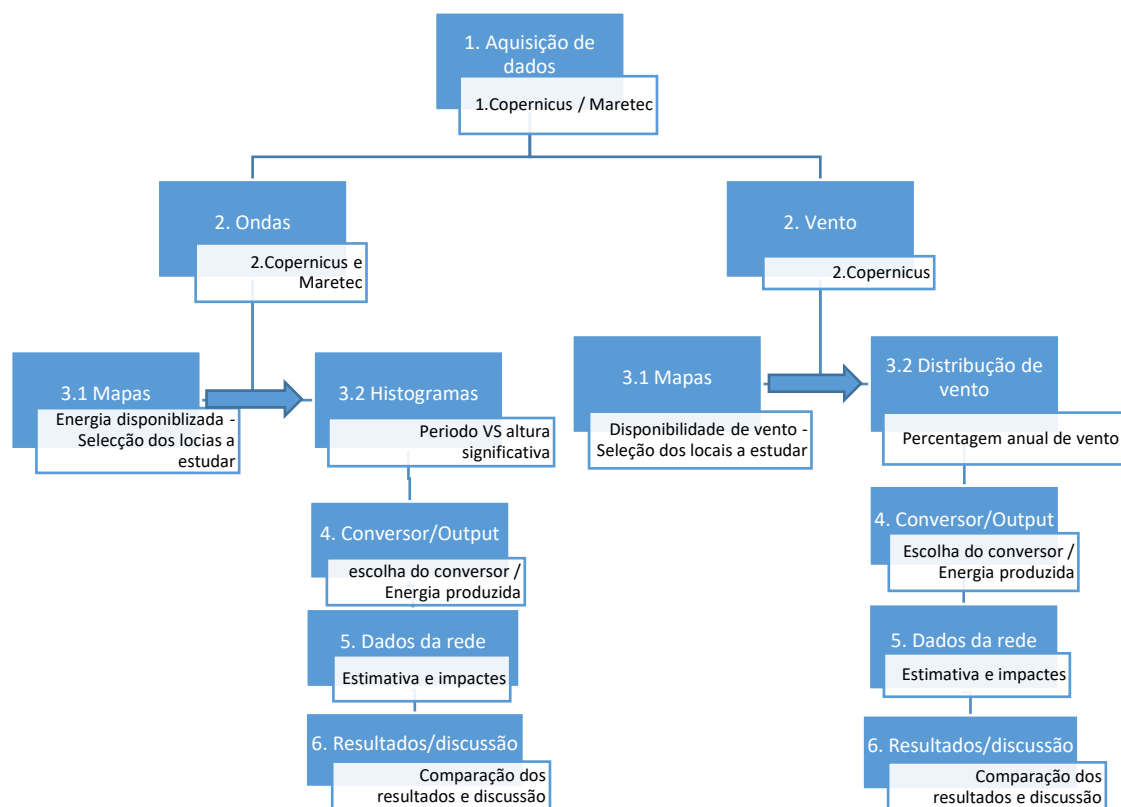 1. Aquisição de
dados
1.Copernicus / Maretec
2. Ondas
2.Copernicus e
Maretec
2. Vento
2.Copernicus
3.1 Mapas
Energia disponiblizada -
Selecção dos locias a
estudar
3.2 Histogramas
Periodo VS altura
significativa
3.1 Mapas
Disponibilidade de vento -
Seleção dos locais a estudar
3.2 Distribução de
vento
Percentagem anual de vento
4. Conversor/Output
escolha do conversor /
Energia produzida
4. Conversor/Output
Escolha do conversor /
Energia produzida
5. Dados da rede
Estimativa e impactes
5. Dados da rede
Estimativa e impactes
6. Resultados/discussão
Comparação dos
resultados e discussão
6. Resultados/discussão
Comparação dos
resultados e discussão